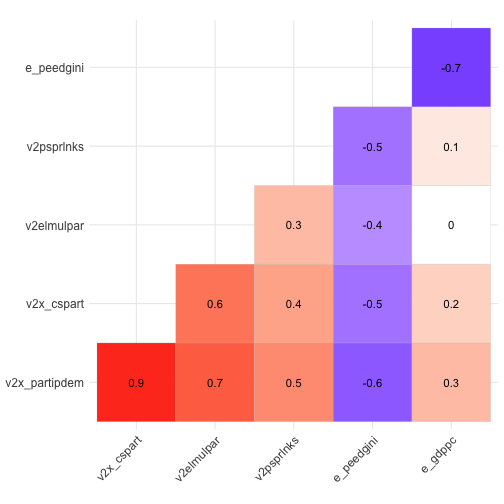 e_peedgini -0.7
v2psprlnks -0.5 0.1
v2elmulpar 0.3 -0.4 0
v2x_cspart 0.6 0.4 -0.5 0.2
v2x_partipdem 0.9 0.7 0.5 -0.6 0.3
v2x_cspart v2elmulpar v2psprlnks e_peedgini e_gdppc